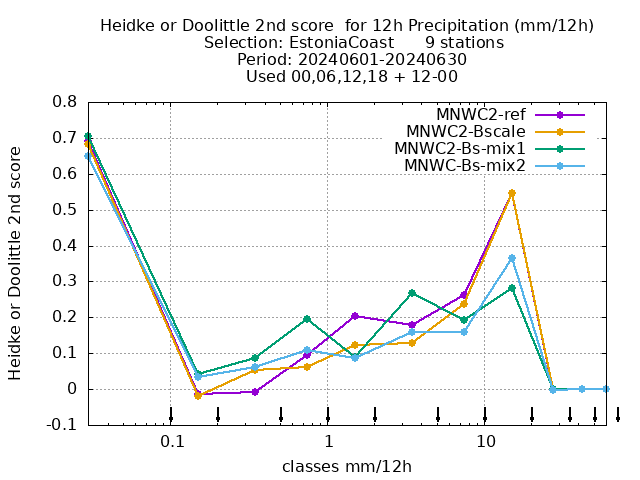 Heidke or Doolittle 2nd score  for 12h Precipitation (mm/12h)
Selection: EstoniaCoast      9 stations
Period: 20240601-20240630
Used 00,06,12,18 + 12-00
MNWC2-ref
MNWC2-Bscale
MNWC2-Bs-mix1
MNWC-Bs-mix2
Heidke or Doolittle 2nd score
0.8
0.7
0.6
0.5
0.4
0.3
0.2
0.1
0
-0.1
0.1
1
10
classes mm/12h